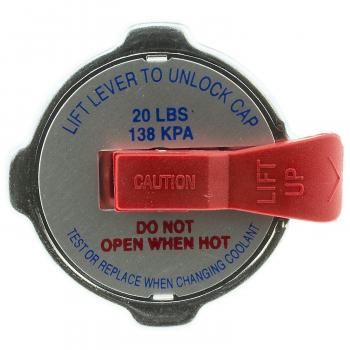 LIFT LEVER TO UNLOCK CAP
20 LBS
138 KPA
CAUTION
LIFT
UP
DO NOT
OPEN WHEN HOT
TEST OR REPLACE WHEN CHANGING COOLANT